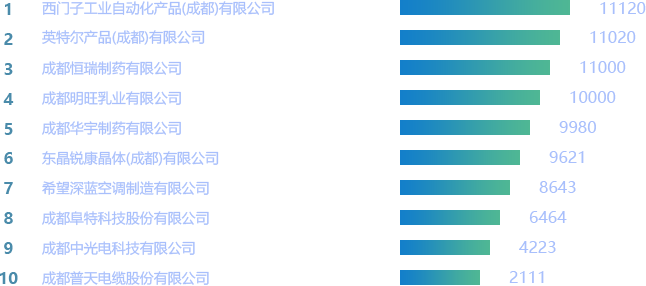 1 西门子工业自动化产品(成都)有限公司 11120
2 英特尔产品(成都)有限公司 11020
3 成都恒瑞制药有限公司 11000
4 成都明旺乳业有限公司 10000
5 成都华宇制药有限公司 9980
6 东晶锐康晶体(成都)有限公司 9621
7 希望深蓝空调制造有限公司 8643
8 成都阜特科技股份有限公司 6464
9 成都中光电科技有限公司 4223
10 成都普天电缆股份有限公司 2111